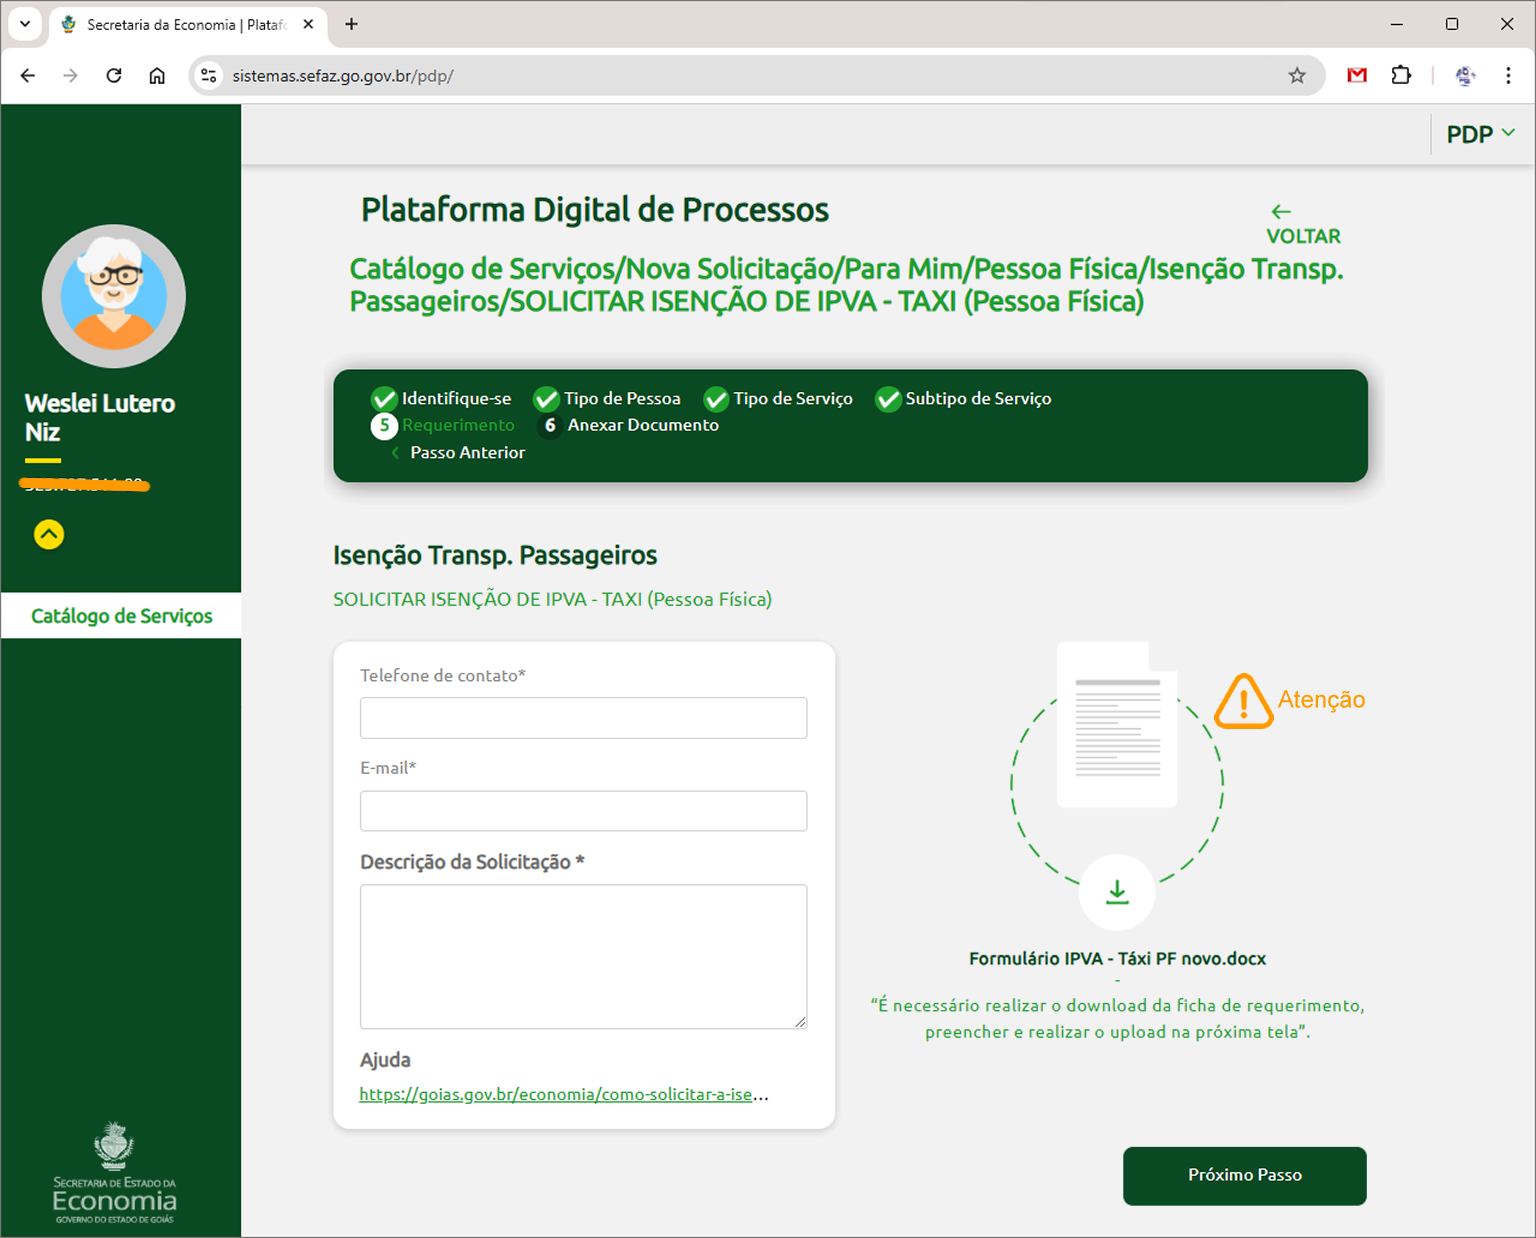 Secretaria da Economia | Plataf
sistemas.sefaz.go.gov.br/pdp/
PDP
Plataforma Digital de Processos
VOLTAR
Catálogo de Serviços/Nova Solicitação/Para Mim/Pessoa Física/Isenção Transp.
Passageiros/SOLICITAR ISENÇÃO DE IPVA - TAXI (Pessoa Física)
Weslei Lutero
Niz
Catálogo de Serviços
Identifique-se Tipo de Pessoa Tipo de Serviço Subtipo de Serviço
5 Requerimento 6 Anexar Documento
Passo Anterior
Isenção Transp. Passageiros
SOLICITAR ISENÇÃO DE IPVA - TAXI (Pessoa Física)
Telefone de contato*
E-mail*
Descrição da Solicitação *
Ajuda
https://goias.gov.br/economia/como-solicitar-a-ise...
Atenção
Formulário IPVA - Táxi PF novo.docx
-
“É necessário realizar o download da ficha de requerimento,
preencher e realizar o upload na próxima tela”.
Próximo Passo
SECRETARIA DE ESTADO DA
Economia
GOVERNO DO ESTADO DE GOIÁS